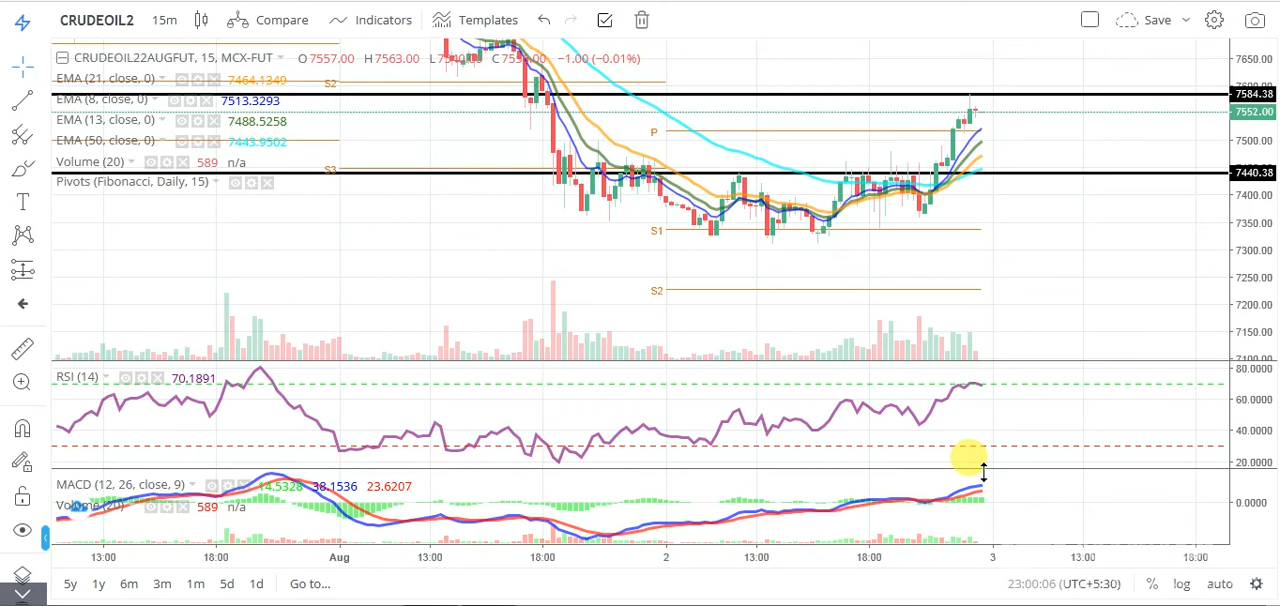 CRUDEOIL2 15m Compare Indicators Templates Save
CRUDEOIL22AUGFUT, 15, MCX-FUT O 7557.00 H 7563.00 −1.00 (−0.01%)
EMA (21, close, 0) 7464.1349
EMA (8, close, 0) 7513.3293
EMA (13, close, 0) 7488.5258
EMA (50, close, 0) 7443.9502
Volume (20) 589 n/a
Pivots (Fibonacci, Daily, 15)
S2
S3
P
S1
S2
7650.00
7584.38
7552.00
7500.00
7440.38
7400.00
7350.00
7300.00
7250.00
7200.00
7150.00
7100.00
RSI (14) 70.1891
80.0000
60.0000
40.0000
20.0000
MACD (12, 26, close, 9) 14.5328 38.1536 23.6207
Volume (20) 589 n/a
0.0000
13:00 18:00 Aug 13:00 18:00 2 13:00 18:00 3 13:00 18:00
5y 1y 6m 3m 1m 5d 1d Go to... 23:00:06 (UTC+5:30) % log auto